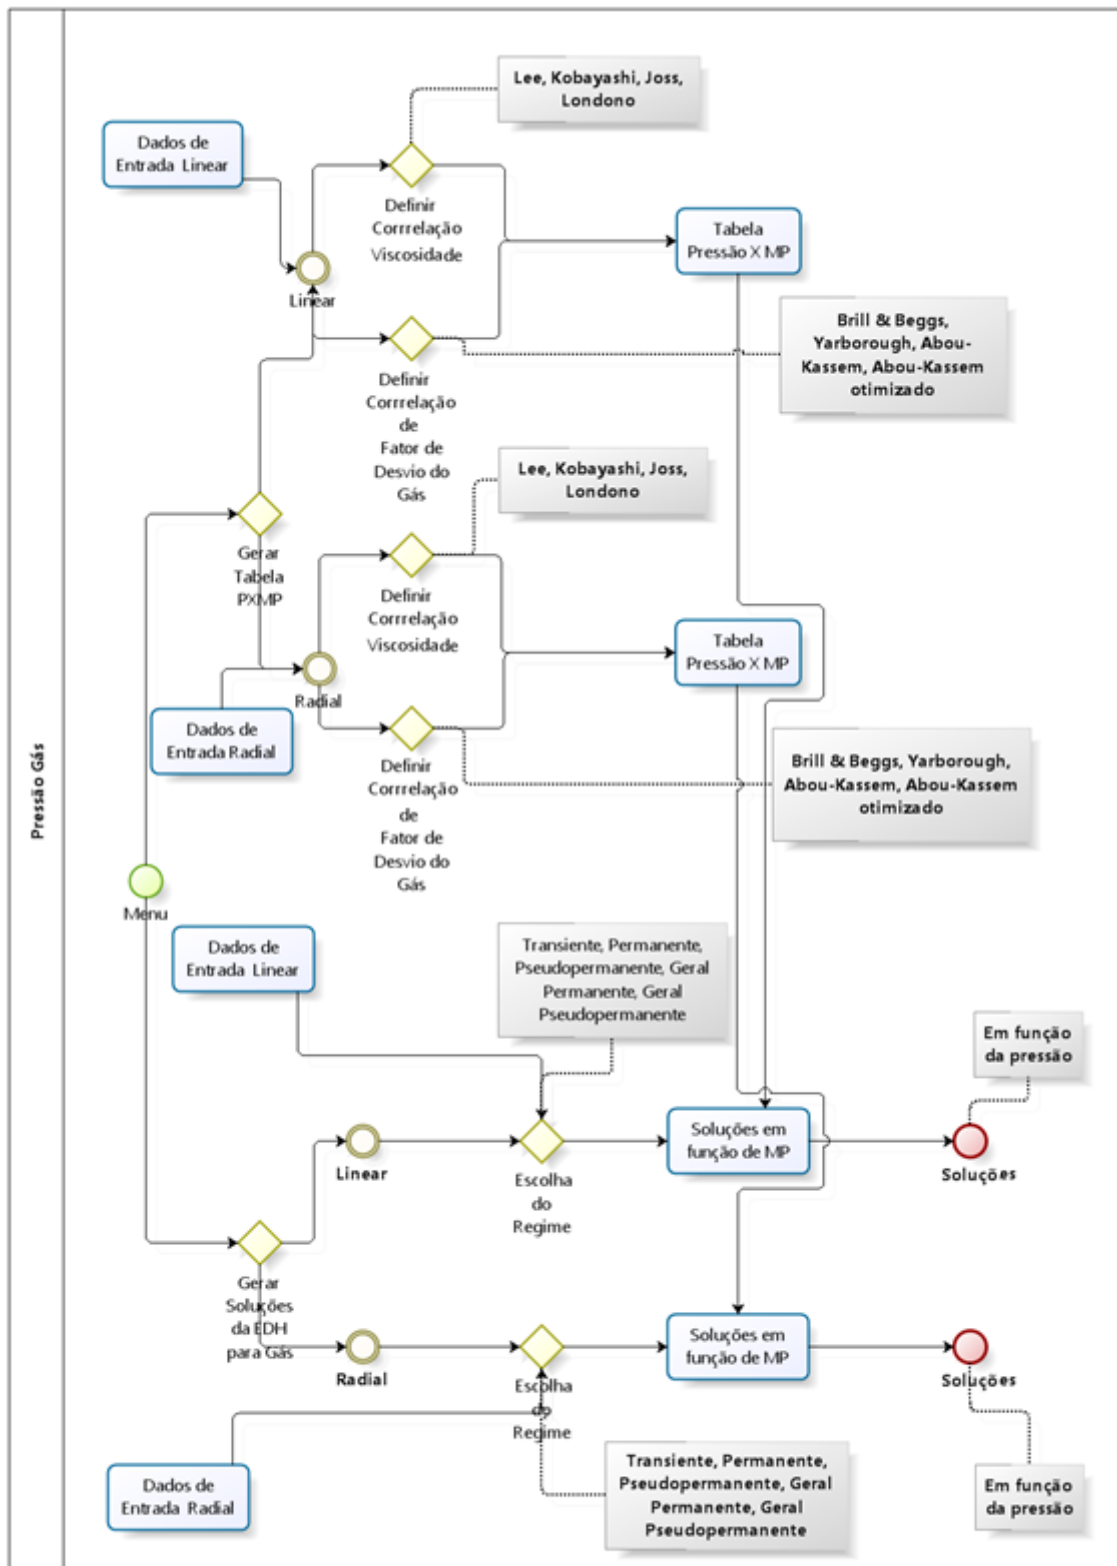 Pressão Gás
Lee, Kobayashi, Joss,
Londono
Dados de
Entrada Linear
Definir
Corrrelação
Viscosidade
Tabela
Pressão X MP
Linear
Brill & Beggs,
Yarborough, Abou-
Kassem, Abou-Kassem
otimizado
Definir
Corrrelação
de
Fator de
Desvio do
Gás
Lee, Kobayashi, Joss,
Londono
Gerar
Tabela
PXMP
Definir
Corrrelação
Viscosidade
Tabela
Pressão X MP
Radial
Dados de
Entrada Radial
Brill & Beggs, Yarborough,
Abou-Kassem, Abou-Kassem
otimizado
Definir
Corrrelação
de
Fator de
Desvio do
Gás
Menu
Dados de
Entrada Linear
Transiente, Permanente,
Pseudopermanente, Geral
Permanente, Geral
Pseudopermanente
Em função
da pressão
Soluções em
função de MP
Linear
Escolha
do
Regime
Soluções
Gerar
Soluções
da EDH
para Gás
Soluções em
função de MP
Radial
Escolha
do
Regime
Soluções
Transiente, Permanente,
Pseudopermanente, Geral
Permanente, Geral
Pseudopermanente
Dados de
Entrada Radial
Em função
da pressão